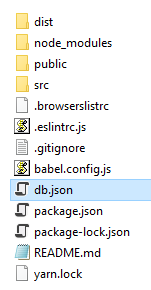 dist
node_modules
public
src
.browserslistrc
.eslintrc.js
.gitignore
babel.config.js
db.json
package.json
package-lock.json
README.md
yarn.lock